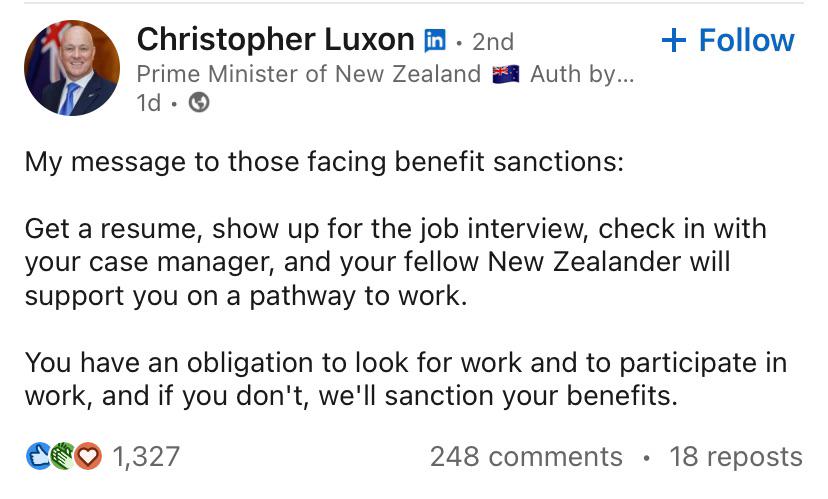 Christopher Luxon in · 2nd
+ Follow
Prime Minister of New Zealand 🇳🇿 Auth by...
1d ·
My message to those facing benefit sanctions:
Get a resume, show up for the job interview, check in with
your case manager, and your fellow New Zealander will
support you on a pathway to work.
You have an obligation to look for work and to participate in
work, and if you don't, we'll sanction your benefits.
1,327
248 comments · 18 reposts